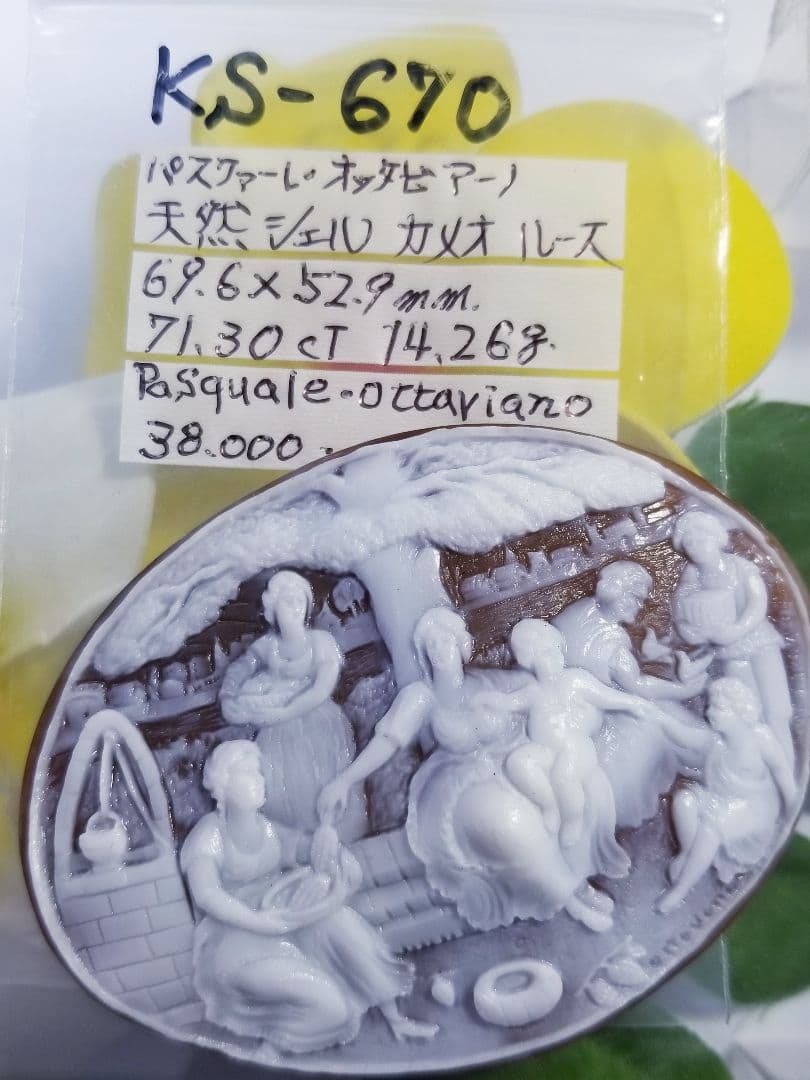 KS-670
パスクァーレ・オッタビアーノ
天然シェルカメオルース
69.6×52.9mm.
71.30cT 14.26g.
Pasquale-Ottaviano
38.000.